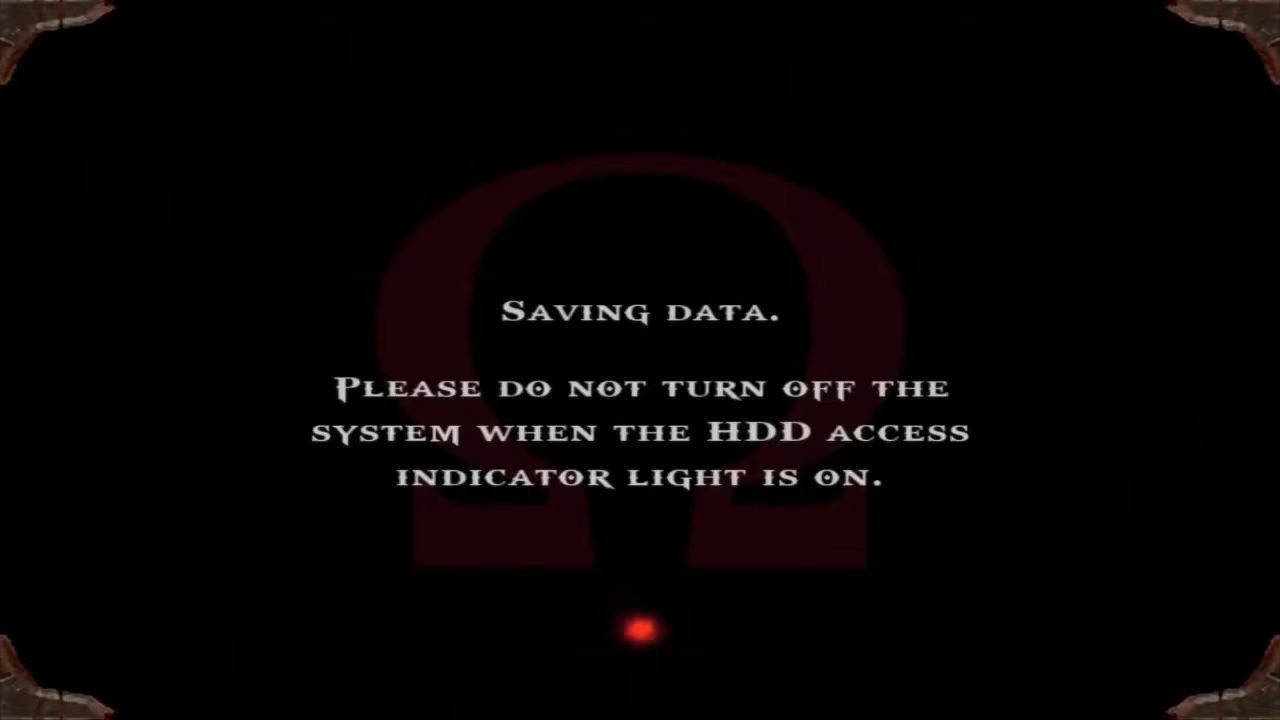 Saving data.
Please do not turn off the
system when the HDD access
indicator light is on.